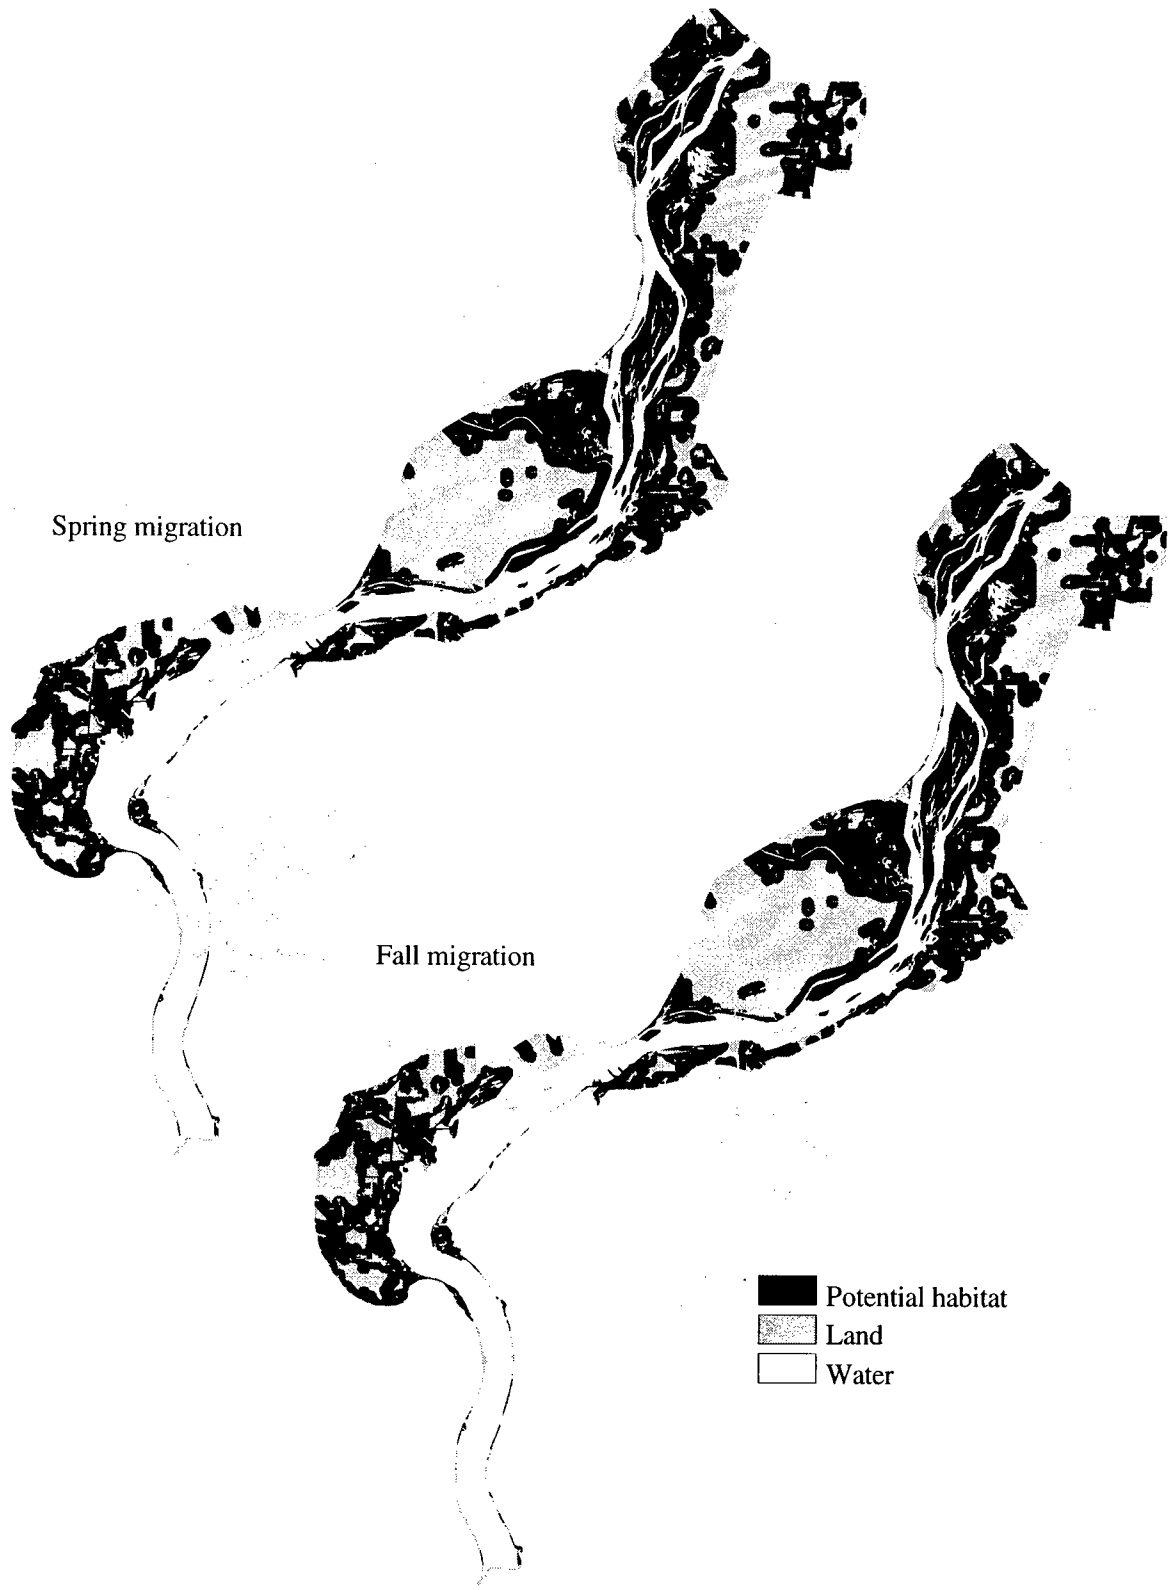 Spring migration
Fall migration
Potential habitat
Land
Water